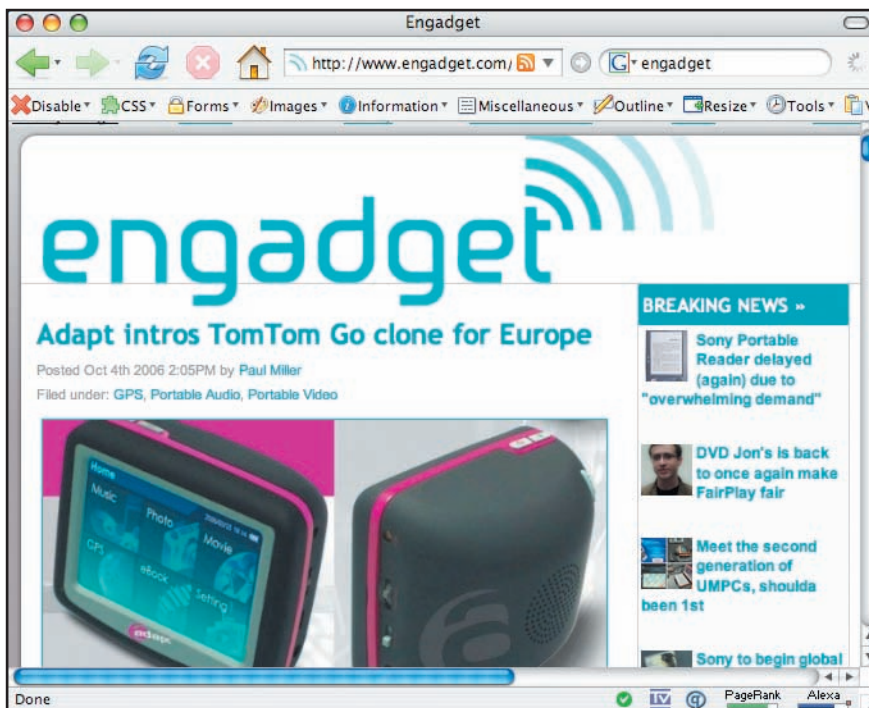 Engadget
http://www.engadget.com/ G engadget
Disable CSS Forms Images Information Miscellaneous Outline Resize Tools
engadget
Adapt intros TomTom Go clone for Europe
Posted Oct 4th 2006 2:05PM by Paul Miller
Filed under: GPS, Portable Audio, Portable Video
Home
Music Photo Movie
GPS eBook Setting
adapt
BREAKING NEWS »
Sony Portable
Reader delayed
(again) due to
"overwhelming demand"
DVD Jon's is back
to once again make
FairPlay fair
Meet the second
generation of
UMPCs, shoulda
been 1st
Sony to begin global
Done PageRank Alexa